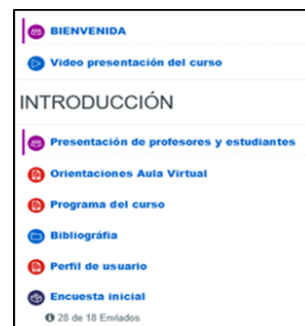 BIENVENIDA
Video presentación del curso
INTRODUCCIÓN
Presentación de profesores y estudiantes
Orientaciones Aula Virtual
Programa del curso
Bibliográfia
Perfil de usuario
Encuesta inicial
28 de 18 Enviados